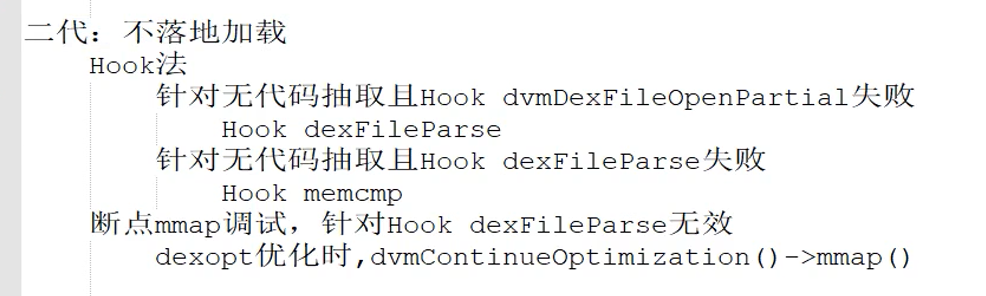 二代：不落地加载
Hook法
针对无代码抽取且Hook dvmDexFileOpenPartial失败
Hook dexFileParse
针对无代码抽取且Hook dexFileParse失败
Hook memcmp
断点mmap调试，针对Hook dexFileParse无效
dexopt优化时,dvmContinueOptimization()->mmap()